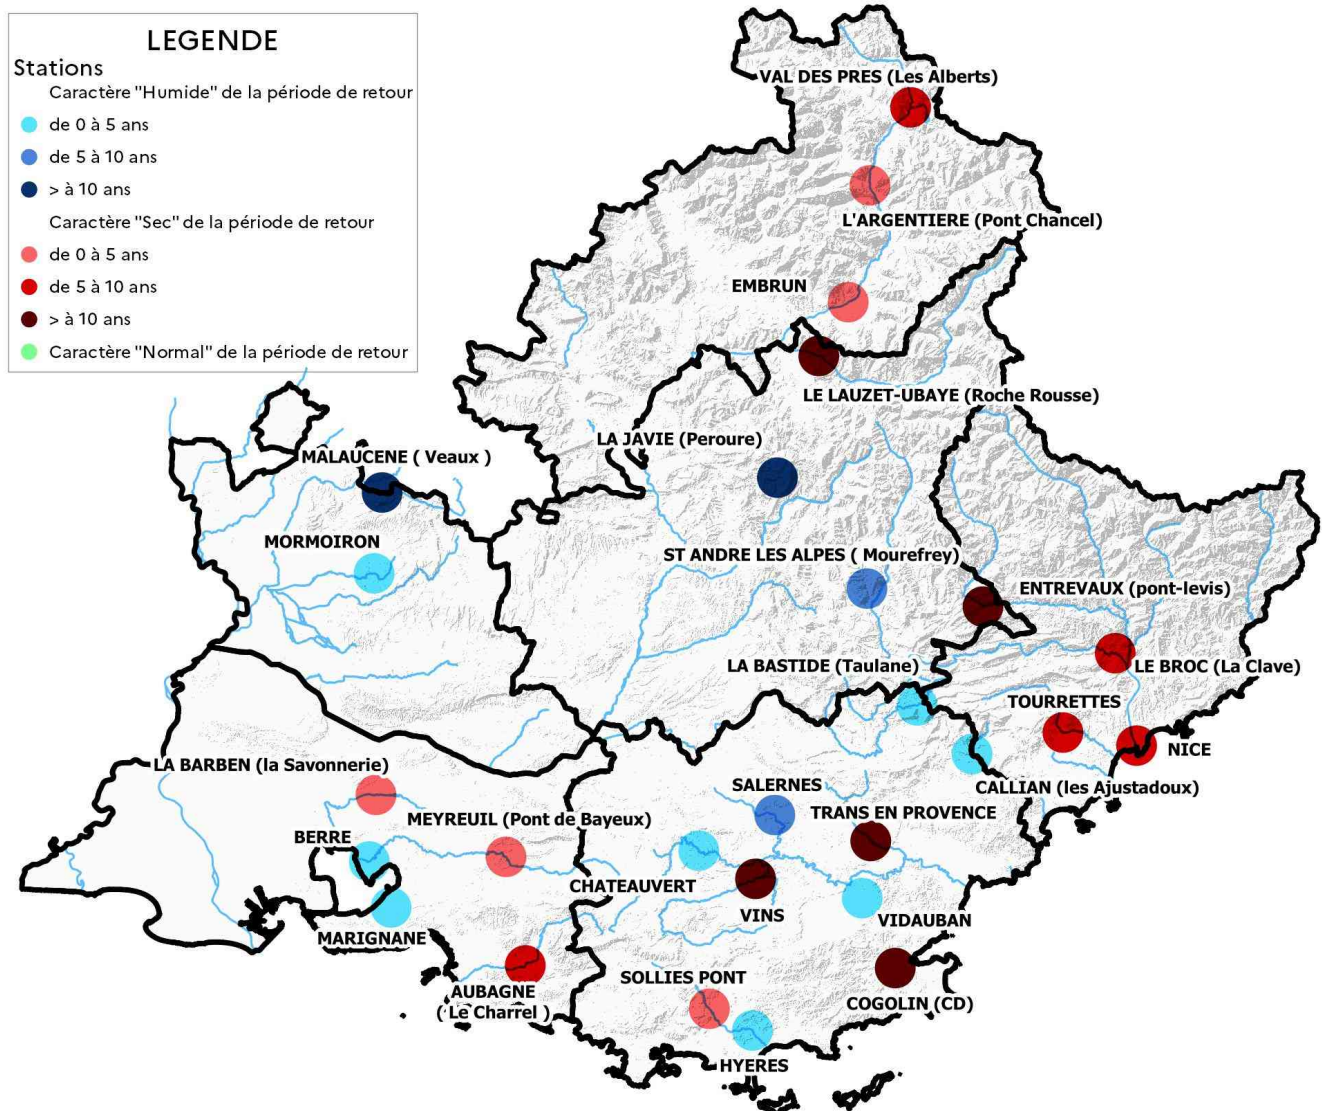 LEGENDE
Stations
Caractère "Humide" de la période de retour
de 0 à 5 ans
de 5 à 10 ans
> à 10 ans
Caractère "Sec" de la période de retour
de 0 à 5 ans
de 5 à 10 ans
> à 10 ans
Caractère "Normal" de la période de retour
VAL DES PRES (Les Alberts)
L'ARGENTIERE (Pont Chancel)
EMBRUN
LE LAUZET-UBAYE (Roche Rousse)
LA JAVIE (Peroure)
MALAUCENE ( Veaux )
MORMOIRON
ST ANDRE LES ALPES ( Mourefrey)
ENTREVAUX (pont-levis)
LA BASTIDE (Taulane)
LE BROC (La Clave)
TOURRETTES
NICE
LA BARBEN (la Savonnerie)
SALERNES
CALLIAN (les Ajustadoux)
MEYREUIL (Pont de Bayeux)
TRANS EN PROVENCE
BERRE
CHATEAUVERT
VINS
VIDAUBAN
MARIGNANE
SOLLIES PONT
AUBAGNE
( Le Charrel )
COGOLIN (CD)
HYERES